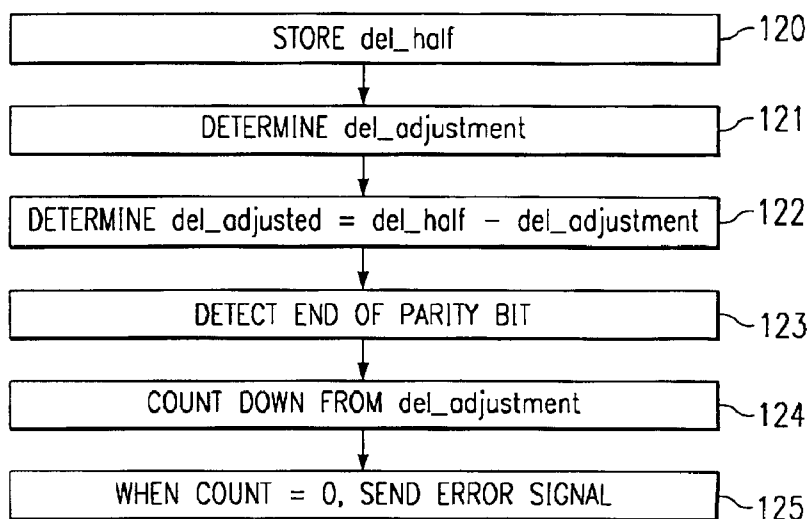 STORE del_half
120
DETERMINE del_adjustment
121
DETERMINE del_adjusted = del_half - del_adjustment
122
DETECT END OF PARITY BIT
123
COUNT DOWN FROM del_adjustment
124
WHEN COUNT = 0, SEND ERROR SIGNAL
125